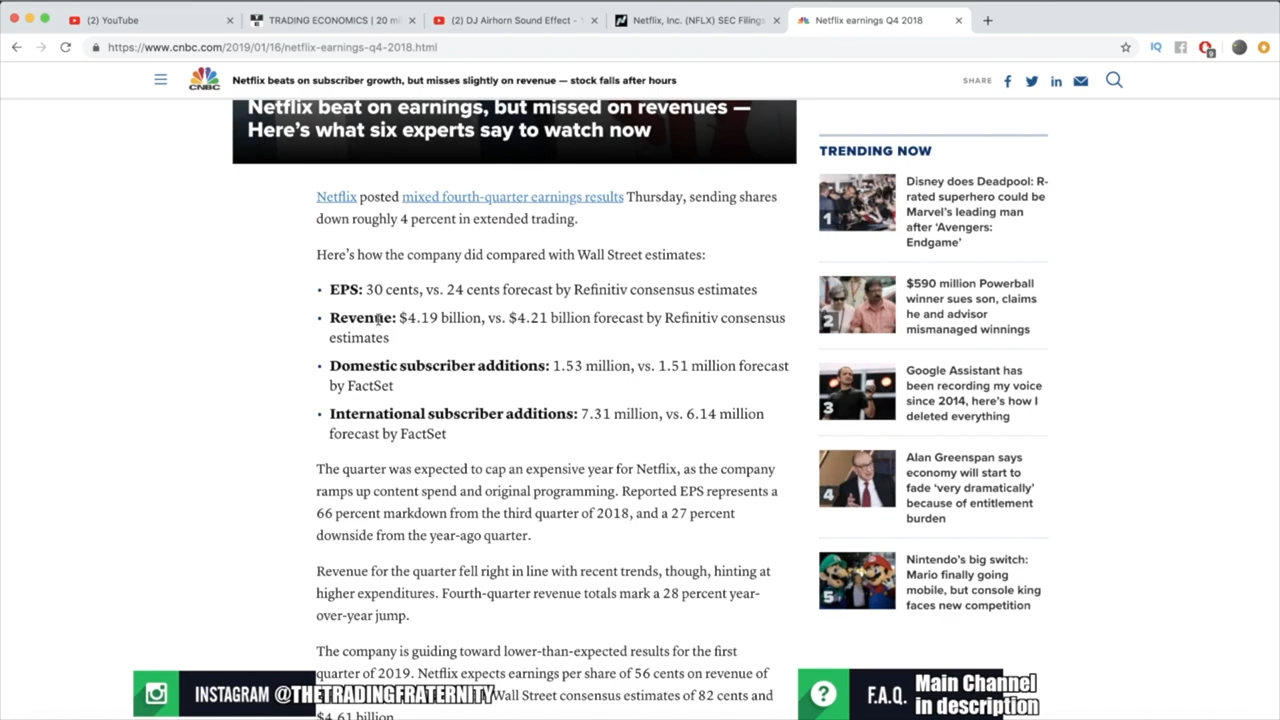 (2) YouTube
TRADING ECONOMICS | 20 mi
(2) DJ Airhorn Sound Effect -
Netflix, Inc. (NFLX) SEC Filings
Netflix earnings Q4 2018
https://www.cnbc.com/2019/01/16/netflix-earnings-q4-2018.html
IQ
9
CNBC
Netflix beats on subscriber growth, but misses slightly on revenue — stock falls after hours
SHARE
Netflix beat on earnings, but missed on revenues —
Here's what six experts say to watch now
Netflix posted mixed fourth-quarter earnings results Thursday, sending shares
down roughly 4 percent in extended trading.
Here's how the company did compared with Wall Street estimates:
• EPS: 30 cents, vs. 24 cents forecast by Refinitiv consensus estimates
• Revenue: $4.19 billion, vs. $4.21 billion forecast by Refinitiv consensus
estimates
• Domestic subscriber additions: 1.53 million, vs. 1.51 million forecast
by FactSet
• International subscriber additions: 7.31 million, vs. 6.14 million
forecast by FactSet
The quarter was expected to cap an expensive year for Netflix, as the company
ramps up content spend and original programming. Reported EPS represents a
66 percent markdown from the third quarter of 2018, and a 27 percent
downside from the year-ago quarter.
Revenue for the quarter fell right in line with recent trends, though, hinting at
higher expenditures. Fourth-quarter revenue totals mark a 28 percent year-
over-year jump.
The company is guiding toward lower-than-expected results for the first
quarter of 2019. Netflix expects earnings per share of 56 cents on revenue of
Wall Street consensus estimates of 82 cents and
$4.61 billion.
TRENDING NOW
1
Disney does Deadpool: R-
rated superhero could be
Marvel's leading man
after 'Avengers:
Endgame'
2
$590 million Powerball
winner sues son, claims
he and advisor
mismanaged winnings
3
Google Assistant has
been recording my voice
since 2014, here's how I
deleted everything
4
Alan Greenspan says
economy will start to
fade 'very dramatically'
because of entitlement
burden
5
Nintendo's big switch:
Mario finally going
mobile, but console king
faces new competition
INSTAGRAM @THETRADINGFRATERNITY
? F.A.Q.
Main Channel
in description